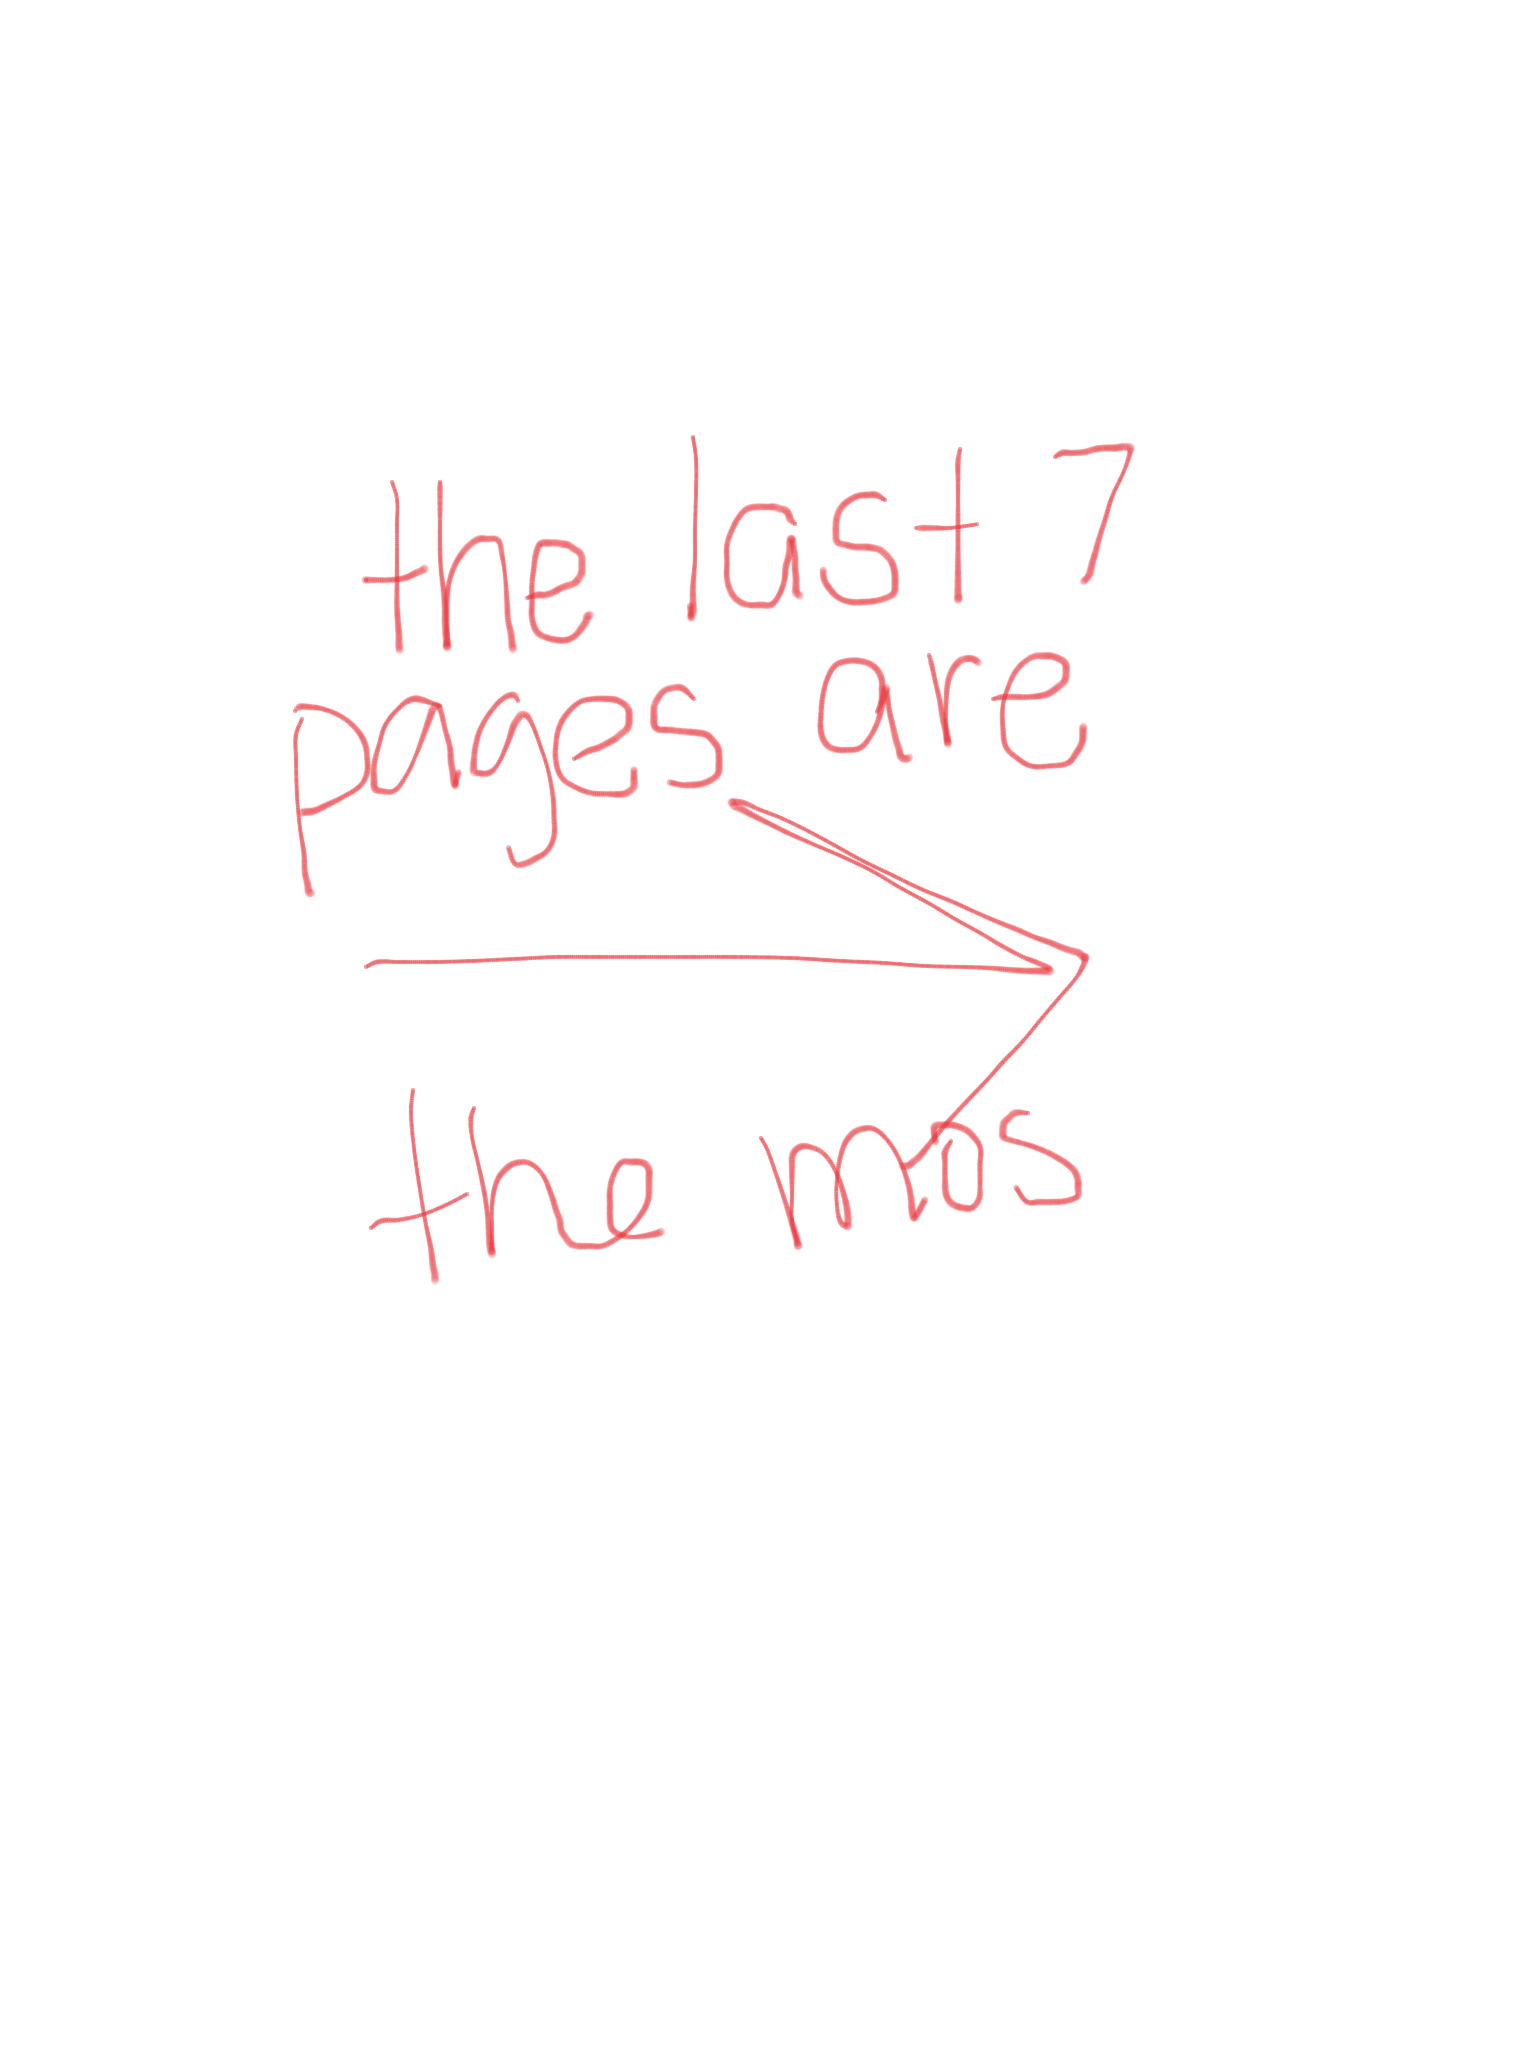 the last 7
pages are
the mos